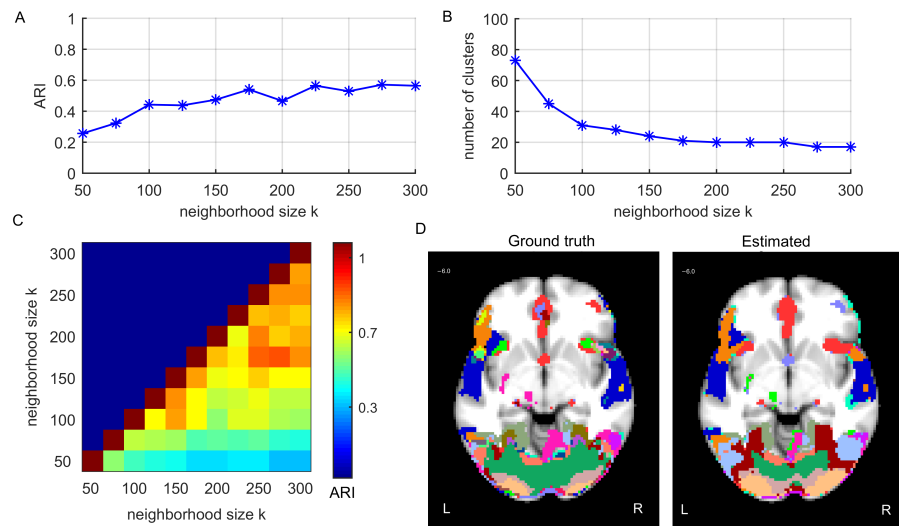 A
1
0.8
0.6
0.4
0.2
0
ARI
50 100 150 200 250 300
neighborhood size k
B
100
80
60
40
20
0
number of clusters
50 100 150 200 250 300
neighborhood size k
C
300
250
200
150
100
50
neighborhood size k
50 100 150 200 250 300
neighborhood size k
1
0.7
0.3
ARI
D
Ground truth
Estimated
−6.0
−6.0
L R
L R